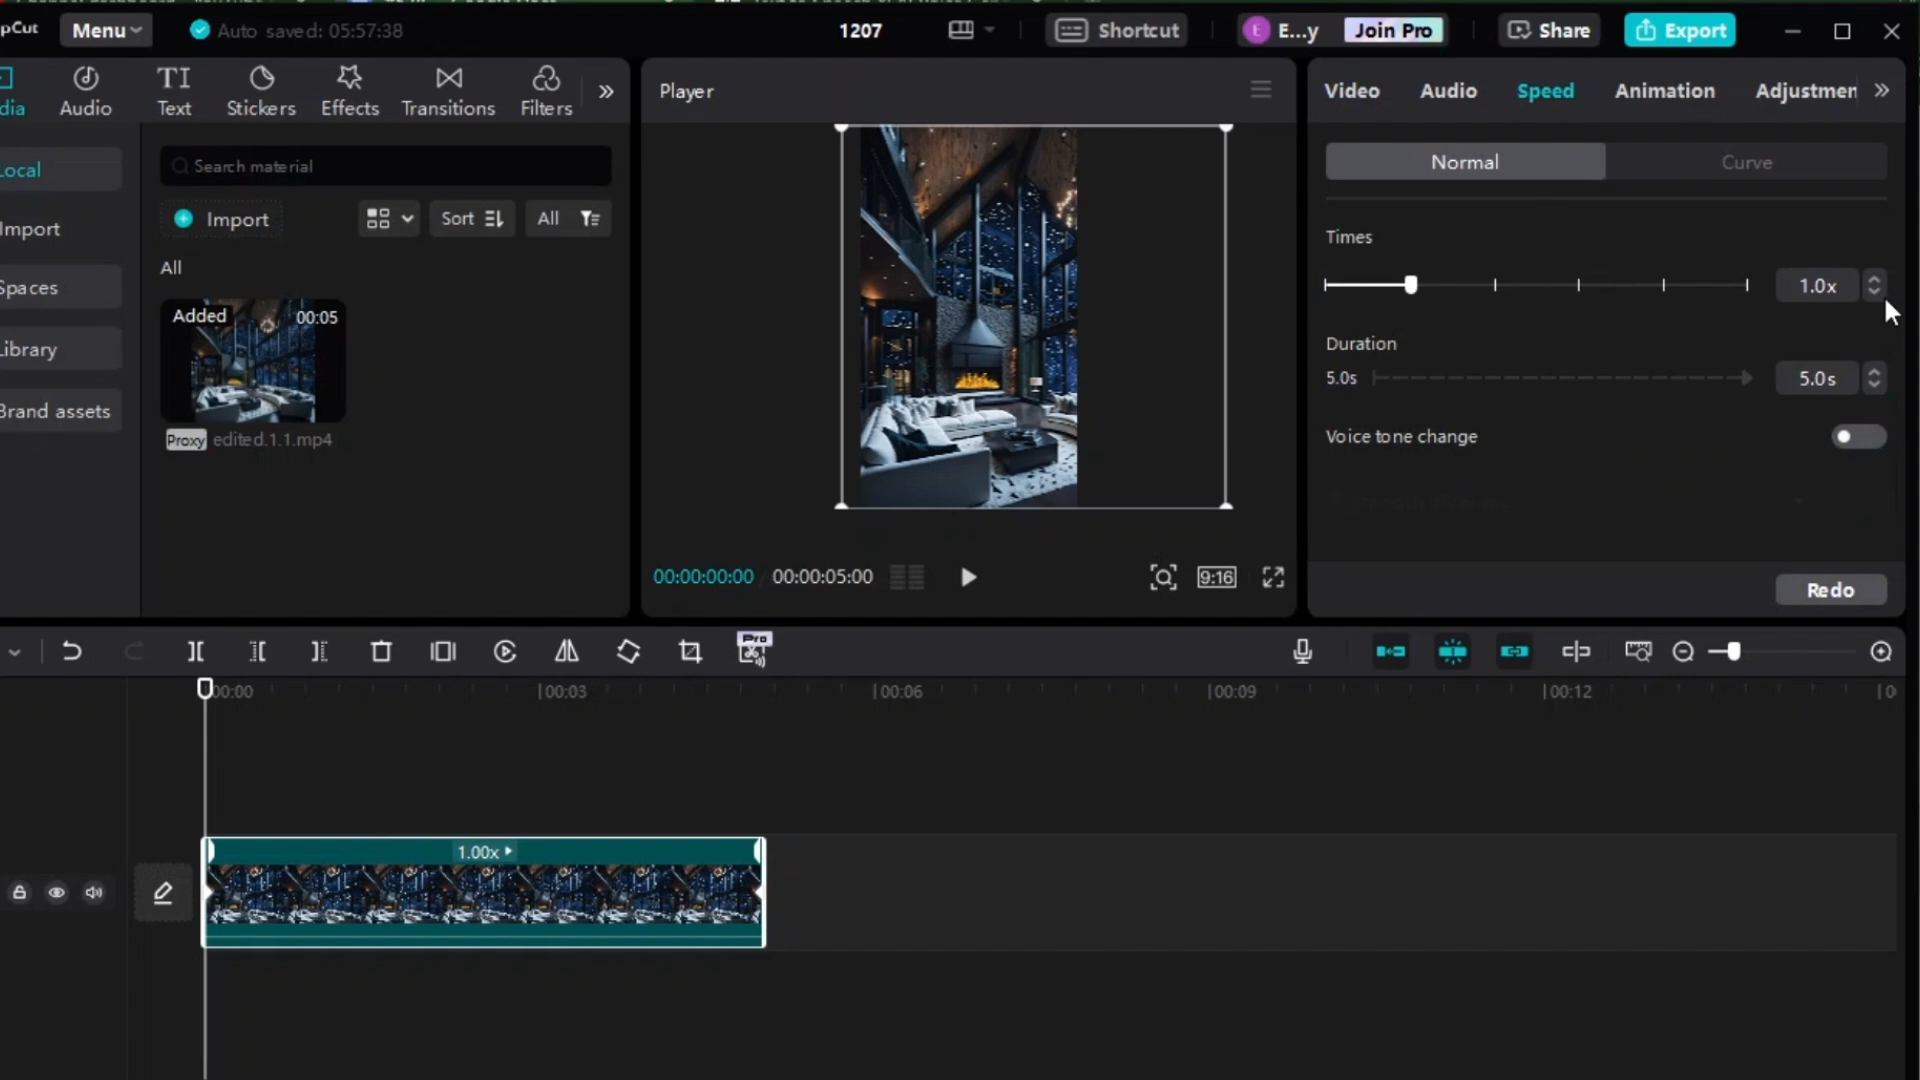 pCut
Menu
Auto saved: 05:57:38
1207
Shortcut
E...y
Join Pro
Share
Export
dia
Audio
TI
Text
Stickers
Effects
Transitions
Filters
Player
Video
Audio
Speed
Animation
Adjustmen
Local
Import
Spaces
Library
Brand assets
Search material
Import
Sort
All
All
Added
00:05
Proxy edited.1.1.mp4
Normal
Curve
Times
1.0x
Duration
5.0s
5.0s
Voice tone change
00:00:00:00
00:00:05:00
9:16
Redo
Pro
00:00
00:03
00:06
00:09
00:12
0
1.00x